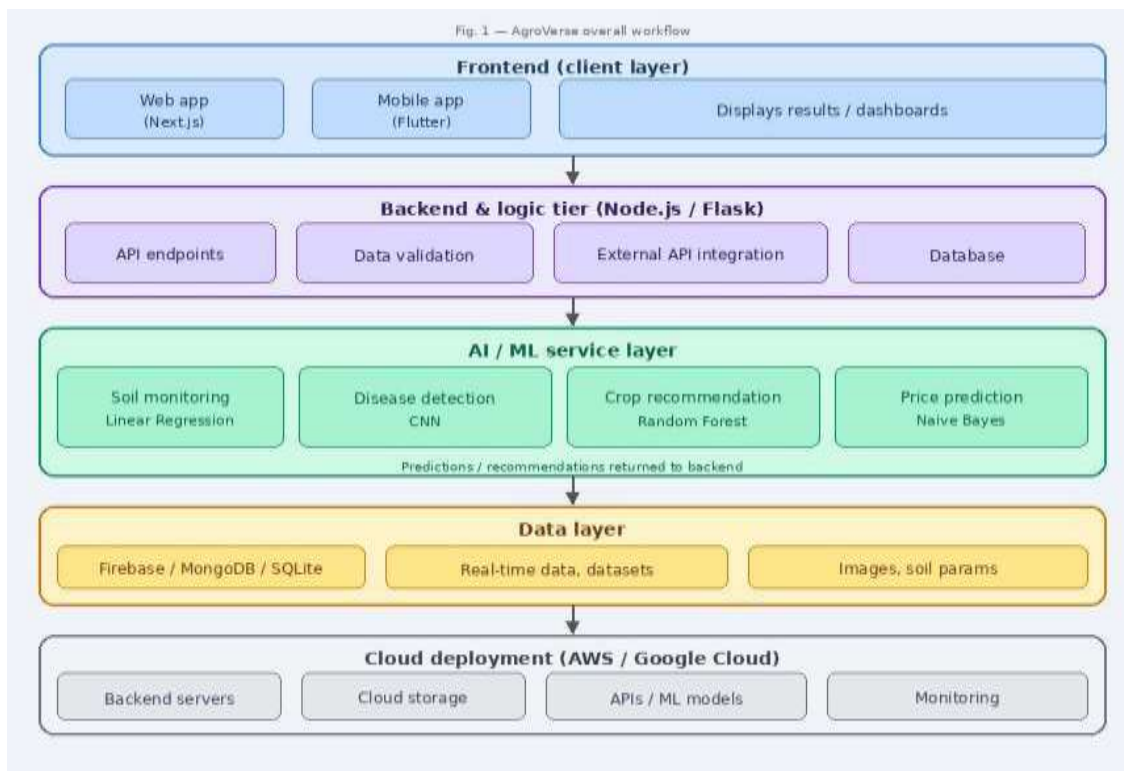 Fig. 1 — AgroVerse overall workflow
Frontend (client layer)
Web app
(Next.js)
Mobile app
(Flutter)
Displays results / dashboards
Backend & logic tier (Node.js / Flask)
API endpoints
Data validation
External API integration
Database
AI / ML service layer
Soil monitoring
Linear Regression
Disease detection
CNN
Crop recommendation
Random Forest
Price prediction
Naive Bayes
Predictions / recommendations returned to backend
Data layer
Firebase / MongoDB / SQLite
Real-time data, datasets
Images, soil params
Cloud deployment (AWS / Google Cloud)
Backend servers
Cloud storage
APIs / ML models
Monitoring